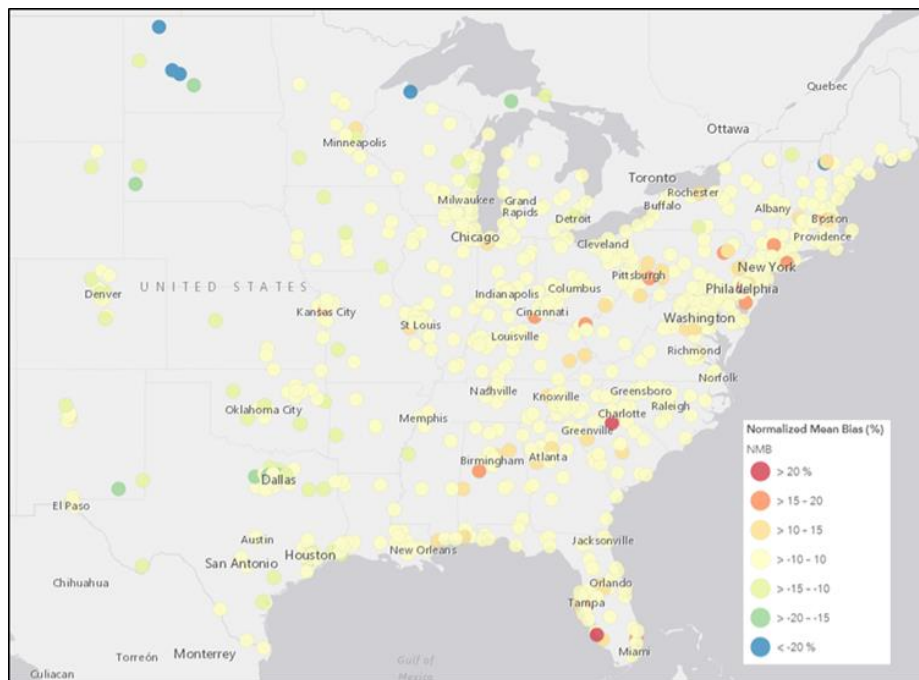 Quebec
Ottawa
Minneapolis
Toronto
Rochester
Milwaukee
Grand
Rapids
Buffalo
Albany
Boston
Detroit
Providence
Chicago
Cleveland
New York
Pittsburgh
Denver
UNITED STATES
Indianapolis
Columbus
Philadelphia
Kansas City
Cincinnati
St Louis
Washington
Louisville
Richmond
Norfolk
Nashville
Knoxville
Greensboro
Oklahoma City
Memphis
Charlotte
Raleigh
Greenville
Birmingham
Atlanta
Dallas
El Paso
Austin
New Orleans
Jacksonville
San Antonio
Houston
Chihuahua
Orlando
Tampa
Torreón
Monterrey
Miami
Gulf of
Mexico
Culiacan
Normalized Mean Bias (%)
NMB
> 20 %
> 15 - 20
> 10 - 15
> -10 - 10
> -15 - -10
> -20 - -15
< -20 %